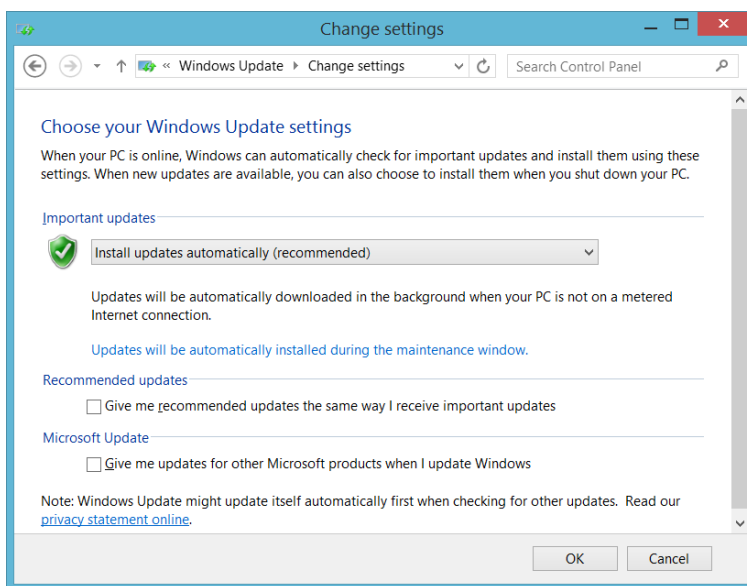 Change settings
« Windows Update Change settings
Search Control Panel
Choose your Windows Update settings
When your PC is online, Windows can automatically check for important updates and install them using these
settings. When new updates are available, you can also choose to install them when you shut down your PC.
Important updates
Install updates automatically (recommended)
Updates will be automatically downloaded in the background when your PC is not on a metered
Internet connection.
Updates will be automatically installed during the maintenance window.
Recommended updates
Give me recommended updates the same way I receive important updates
Microsoft Update
Give me updates for other Microsoft products when I update Windows
Note: Windows Update might update itself automatically first when checking for other updates. Read our
privacy statement online.
OK Cancel